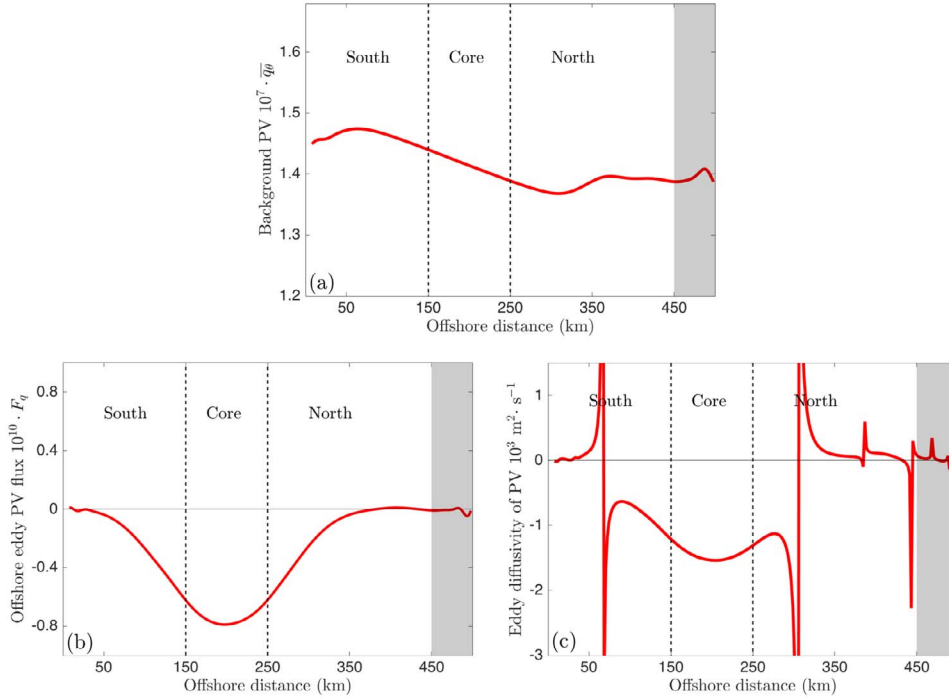 1.6
1.5
1.4
1.3
1.2
Background PV 10⁷ · \overline{q_θ}
South
Core
North
(a)
50 150 250 350 450
Offshore distance (km)
0.8
0.4
0
-0.4
-0.8
Offshore eddy PV flux 10¹⁰ · F_q
South
Core
North
(b)
50 150 250 350 450
Offshore distance (km)
1
0
-1
-2
-3
Eddy diffusivity of PV 10³ m²· s⁻¹
South
Core
North
(c)
50 150 250 350 450
Offshore distance (km)